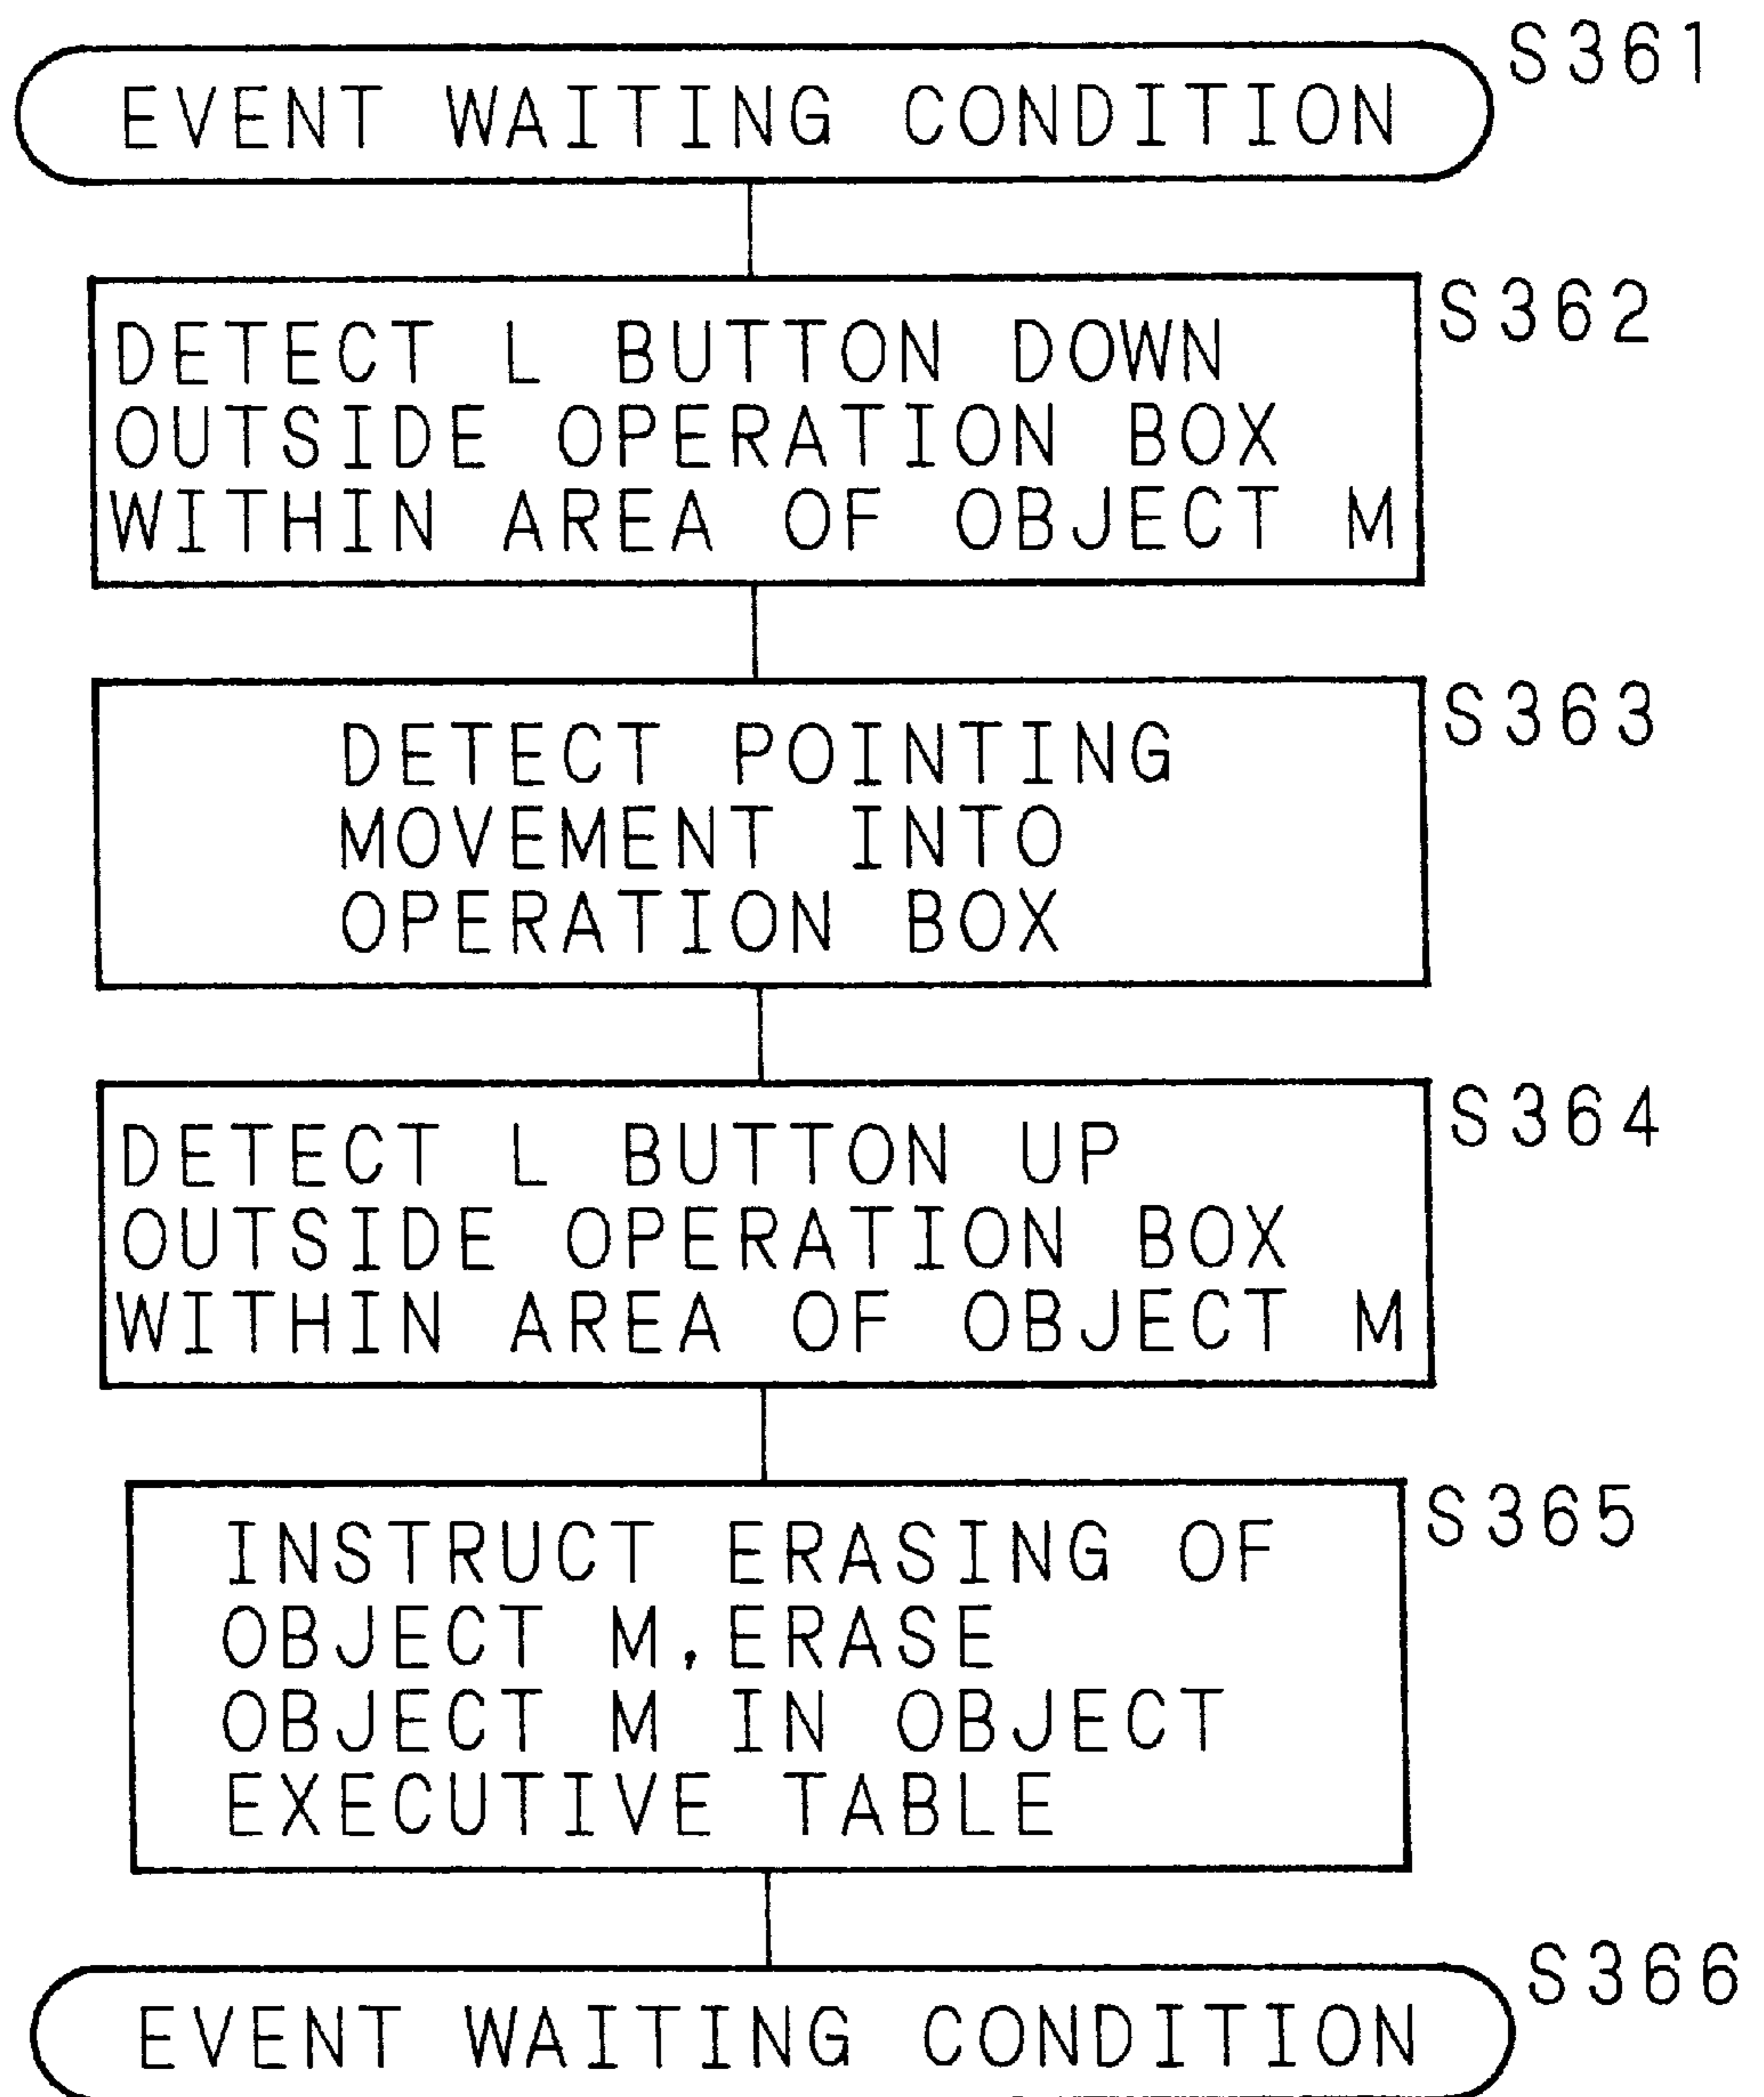 S361
EVENT WAITING CONDITION
S362
DETECT L BUTTON DOWN
OUTSIDE OPERATION BOX
WITHIN AREA OF OBJECT M
S363
DETECT POINTING
MOVEMENT INTO
OPERATION BOX
S364
DETECT L BUTTON UP
OUTSIDE OPERATION BOX
WITHIN AREA OF OBJECT M
S365
INSTRUCT ERASING OF
OBJECT M,ERASE
OBJECT M IN OBJECT
EXECUTIVE TABLE
S366
EVENT WAITING CONDITION